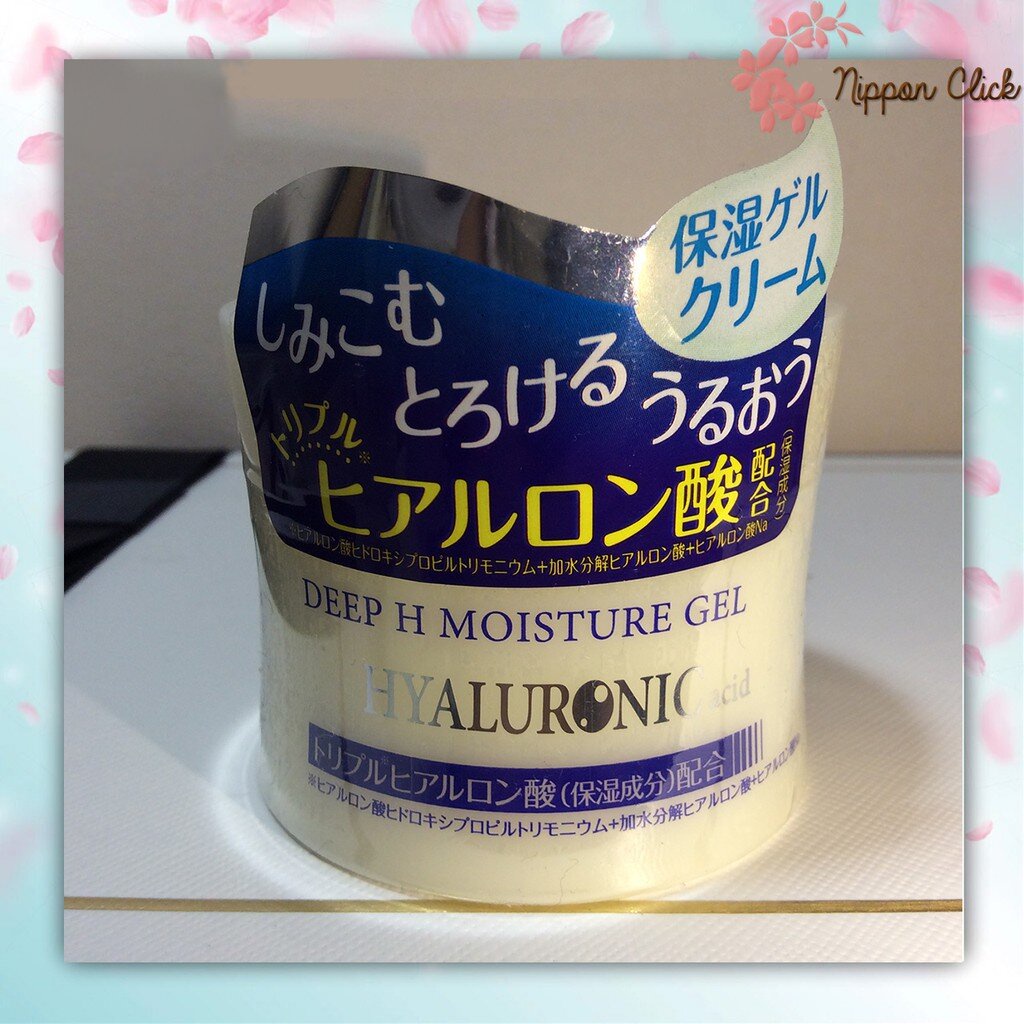 Nippon Click
保湿ゲル
クリーム
しみこむ
とろける
うるおう
トリプル※
ヒアルロン酸配合(保湿成分)
※ヒアルロン酸ヒドロキシプロピルトリモニウム+加水分解ヒアルロン酸+ヒアルロン酸Na
DEEP H MOISTURE GEL
HYALURONIC acid
トリプル※ヒアルロン酸(保湿成分)配合
※ヒアルロン酸ヒドロキシプロピルトリモニウム+加水分解ヒアルロン酸+ヒアルロン酸Na